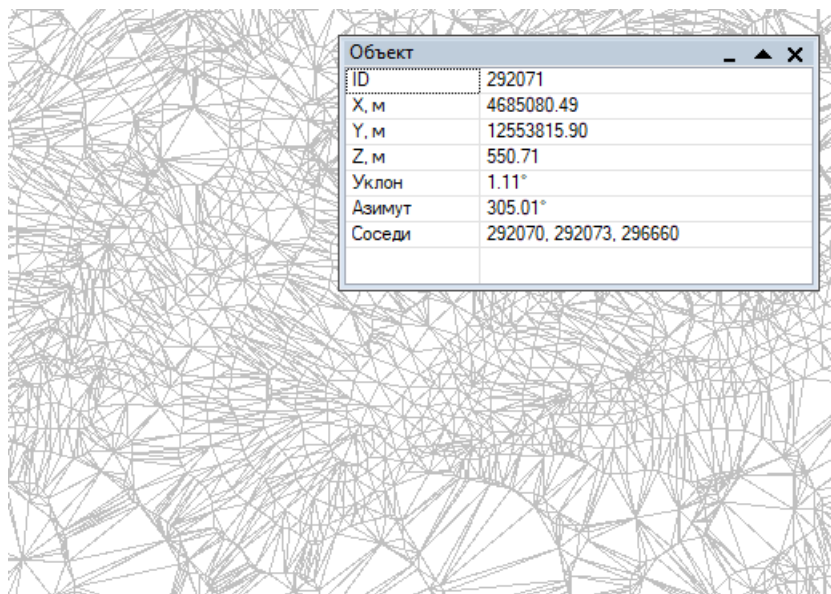 Объект
ID 292071
X, м 4685080.49
Y, м 12553815.90
Z, м 550.71
Уклон 1.11°
Азимут 305.01°
Соседи 292070, 292073, 296660